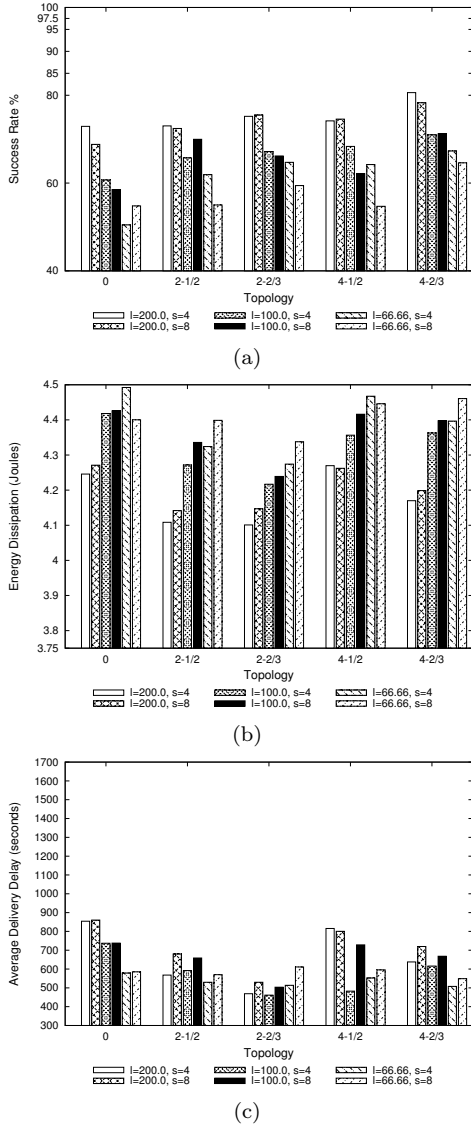 100
97.5
95
90
85
80
60
40
Success Rate %
0 2-1/2 2-2/3 4-1/2 4-2/3
Topology
l=200.0, s=4 l=100.0, s=4 l=66.66, s=4
l=200.0, s=8 l=100.0, s=8 l=66.66, s=8
(a)
4.5
4.4
4.3
4.2
4.1
4
3.9
3.8
3.75
Energy Dissipation (Joules)
0 2-1/2 2-2/3 4-1/2 4-2/3
Topology
l=200.0, s=4 l=100.0, s=4 l=66.66, s=4
l=200.0, s=8 l=100.0, s=8 l=66.66, s=8
(b)
1700
1600
1500
1400
1300
1200
1100
1000
900
800
700
600
500
400
300
Average Delivery Delay (seconds)
0 2-1/2 2-2/3 4-1/2 4-2/3
Topology
l=200.0, s=4 l=100.0, s=4 l=66.66, s=4
l=200.0, s=8 l=100.0, s=8 l=66.66, s=8
(c)